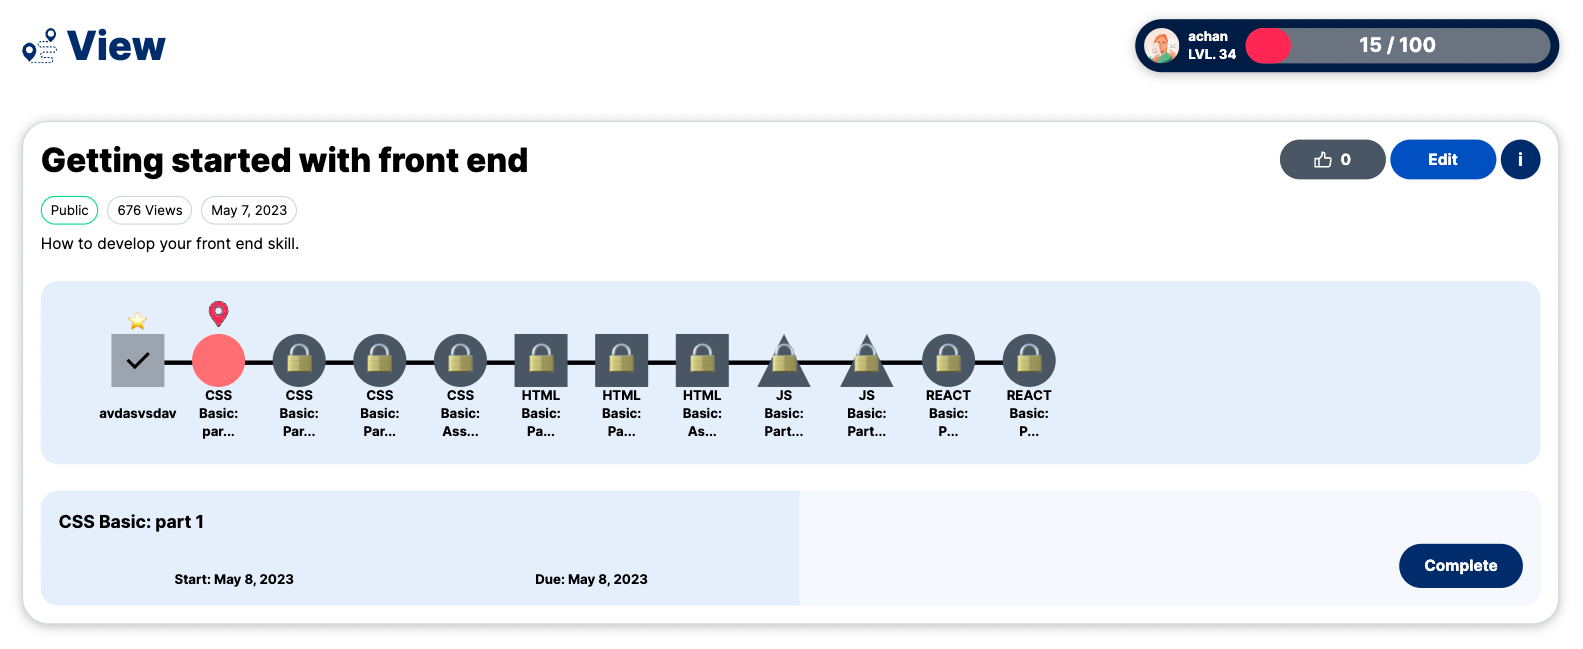 View
achan
LVL. 34
15 / 100
Getting started with front end
0
Edit
i
Public
676 Views
May 7, 2023
How to develop your front end skill.
avdasvsdav
CSS
Basic:
par...
CSS
Basic:
Par...
CSS
Basic:
Par...
CSS
Basic:
Ass...
HTML
Basic:
Pa...
HTML
Basic:
Pa...
HTML
Basic:
As...
JS
Basic:
Part...
JS
Basic:
Part...
REACT
Basic:
P...
REACT
Basic:
P...
CSS Basic: part 1
Start: May 8, 2023
Due: May 8, 2023
Complete